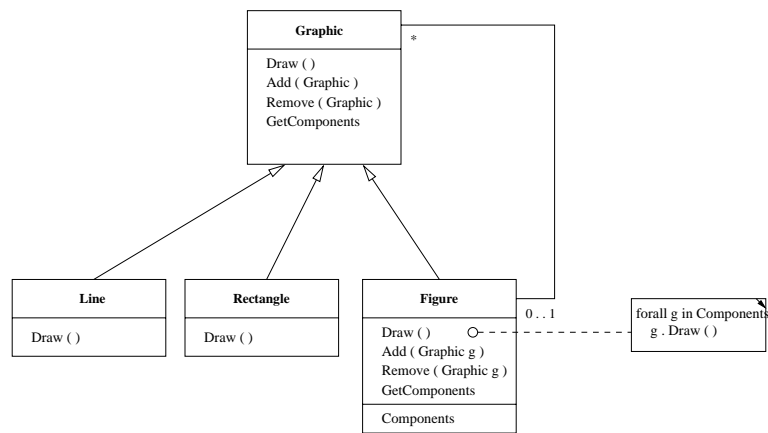 Graphic
*
Draw ( )
Add ( Graphic )
Remove ( Graphic )
GetComponents
Line
Draw ( )
Rectangle
Draw ( )
Figure
0 . . 1
Draw ( )
Add ( Graphic g )
Remove ( Graphic g )
GetComponents
Components
forall g in Components
g . Draw ( )